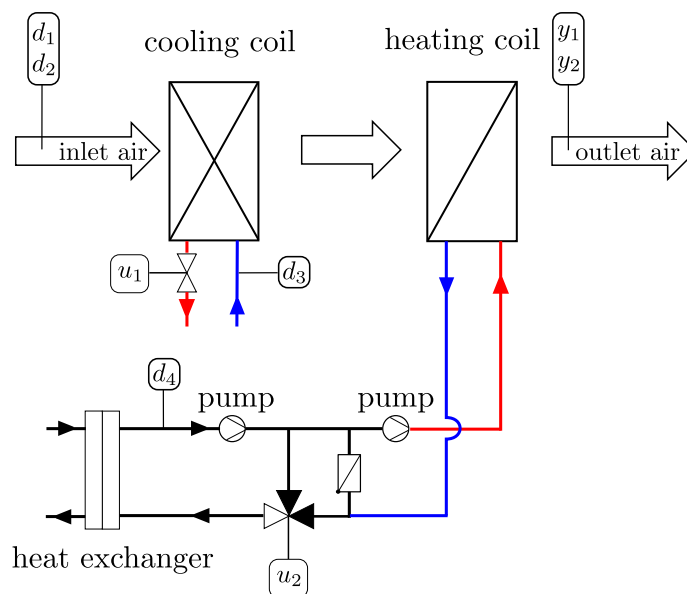 d₁
d₂
cooling coil
heating coil
y₁
y₂
inlet air
outlet air
u₁
d₃
d₄
pump
pump
heat exchanger
u₂